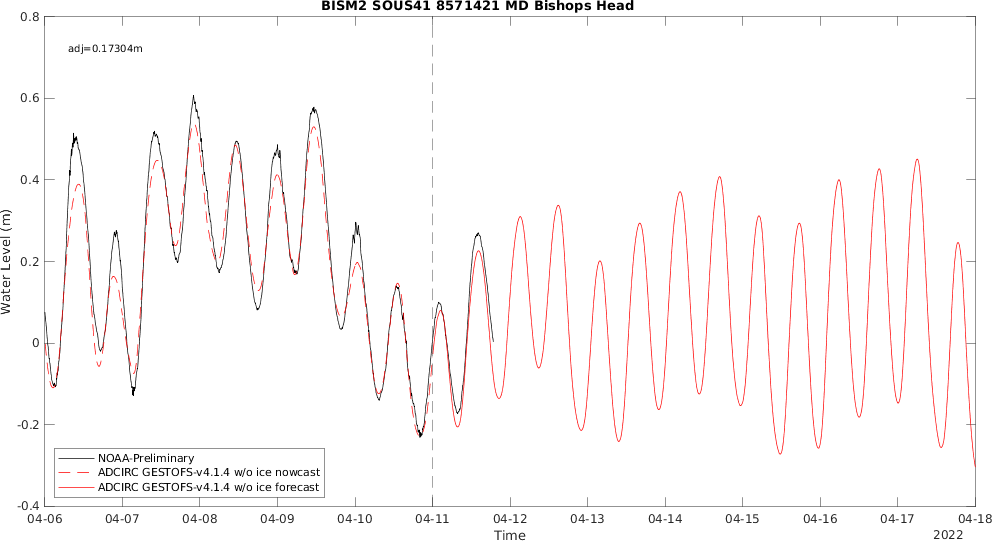 BISM2 SOUS41 8571421 MD Bishops Head
adj=0.17304m
Water Level (m)
0.8
0.6
0.4
0.2
0
-0.2
-0.4
NOAA-Preliminary
ADCIRC GESTOFS-v4.1.4 w/o ice nowcast
ADCIRC GESTOFS-v4.1.4 w/o ice forecast
04-06 04-07 04-08 04-09 04-10 04-11 04-12 04-13 04-14 04-15 04-16 04-17 04-18
Time
2022